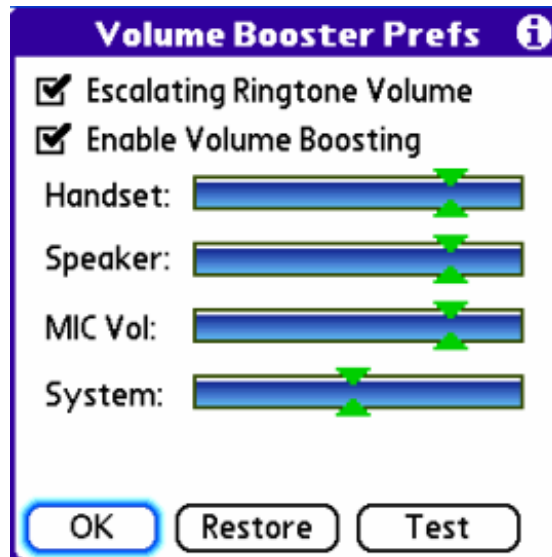 Volume Booster Prefs i
Escalating Ringtone Volume
Enable Volume Boosting
Handset:
Speaker:
MIC Vol:
System:
OK Restore Test